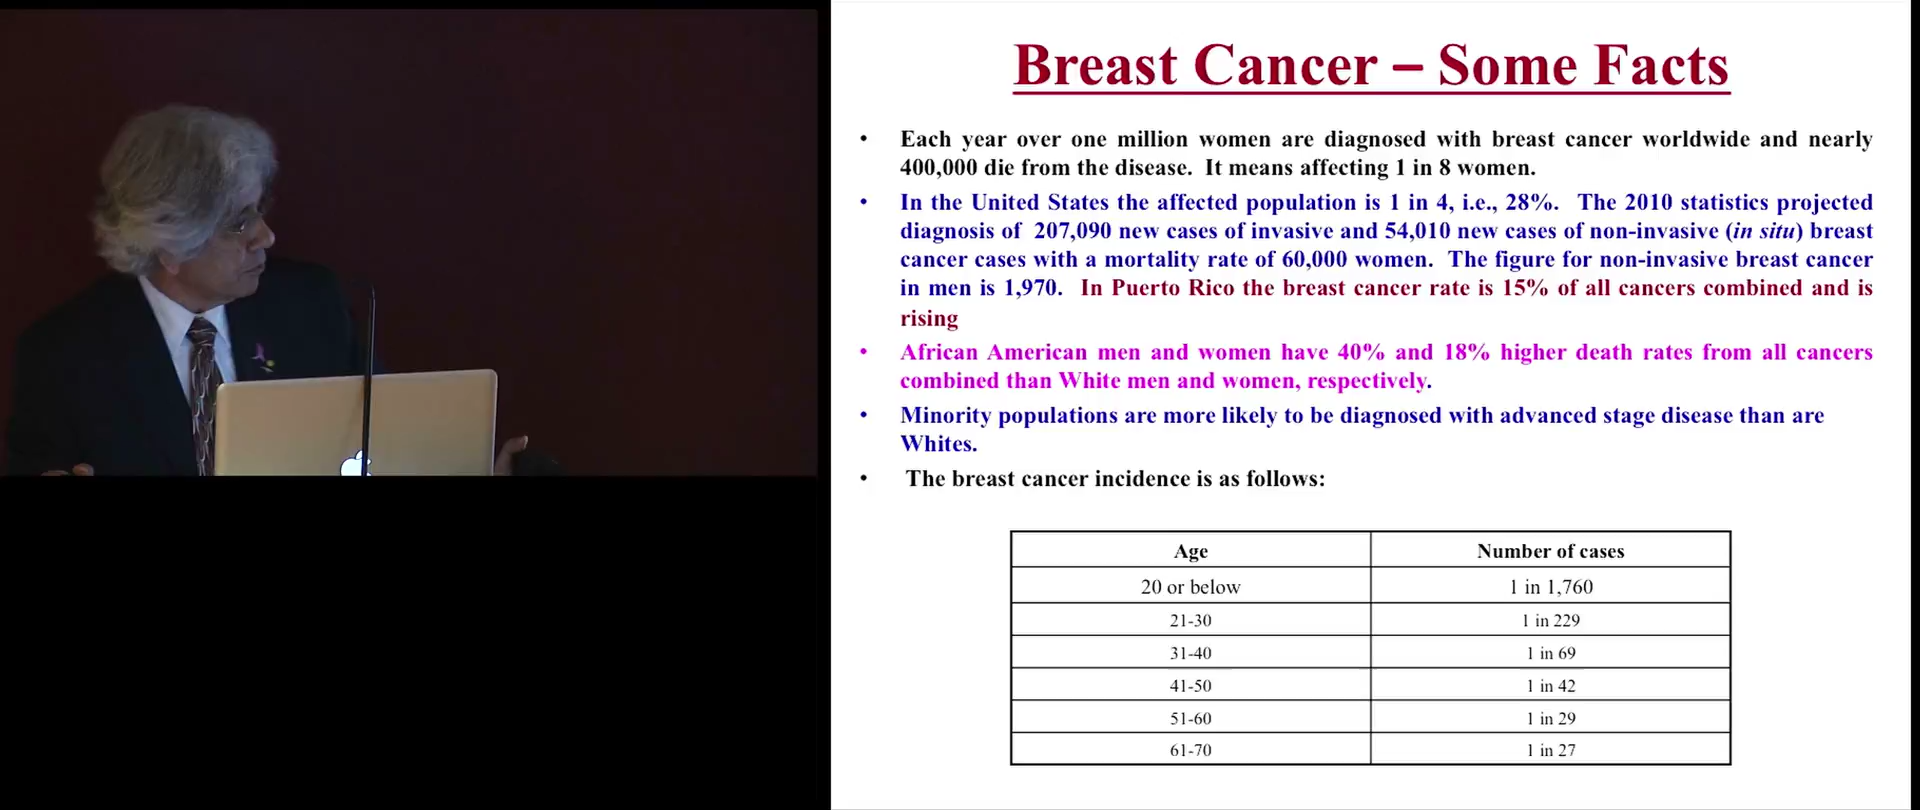 Breast Cancer – Some Facts
• Each year over one million women are diagnosed with breast cancer worldwide and nearly
400,000 die from the disease. It means affecting 1 in 8 women.
• In the United States the affected population is 1 in 4, i.e., 28%. The 2010 statistics projected
diagnosis of 207,090 new cases of invasive and 54,010 new cases of non-invasive (in situ) breast
cancer cases with a mortality rate of 60,000 women. The figure for non-invasive breast cancer
in men is 1,970. In Puerto Rico the breast cancer rate is 15% of all cancers combined and is
rising
• African American men and women have 40% and 18% higher death rates from all cancers
combined than White men and women, respectively.
• Minority populations are more likely to be diagnosed with advanced stage disease than are
Whites.
• The breast cancer incidence is as follows:
Age Number of cases
20 or below 1 in 1,760
21-30 1 in 229
31-40 1 in 69
41-50 1 in 42
51-60 1 in 29
61-70 1 in 27